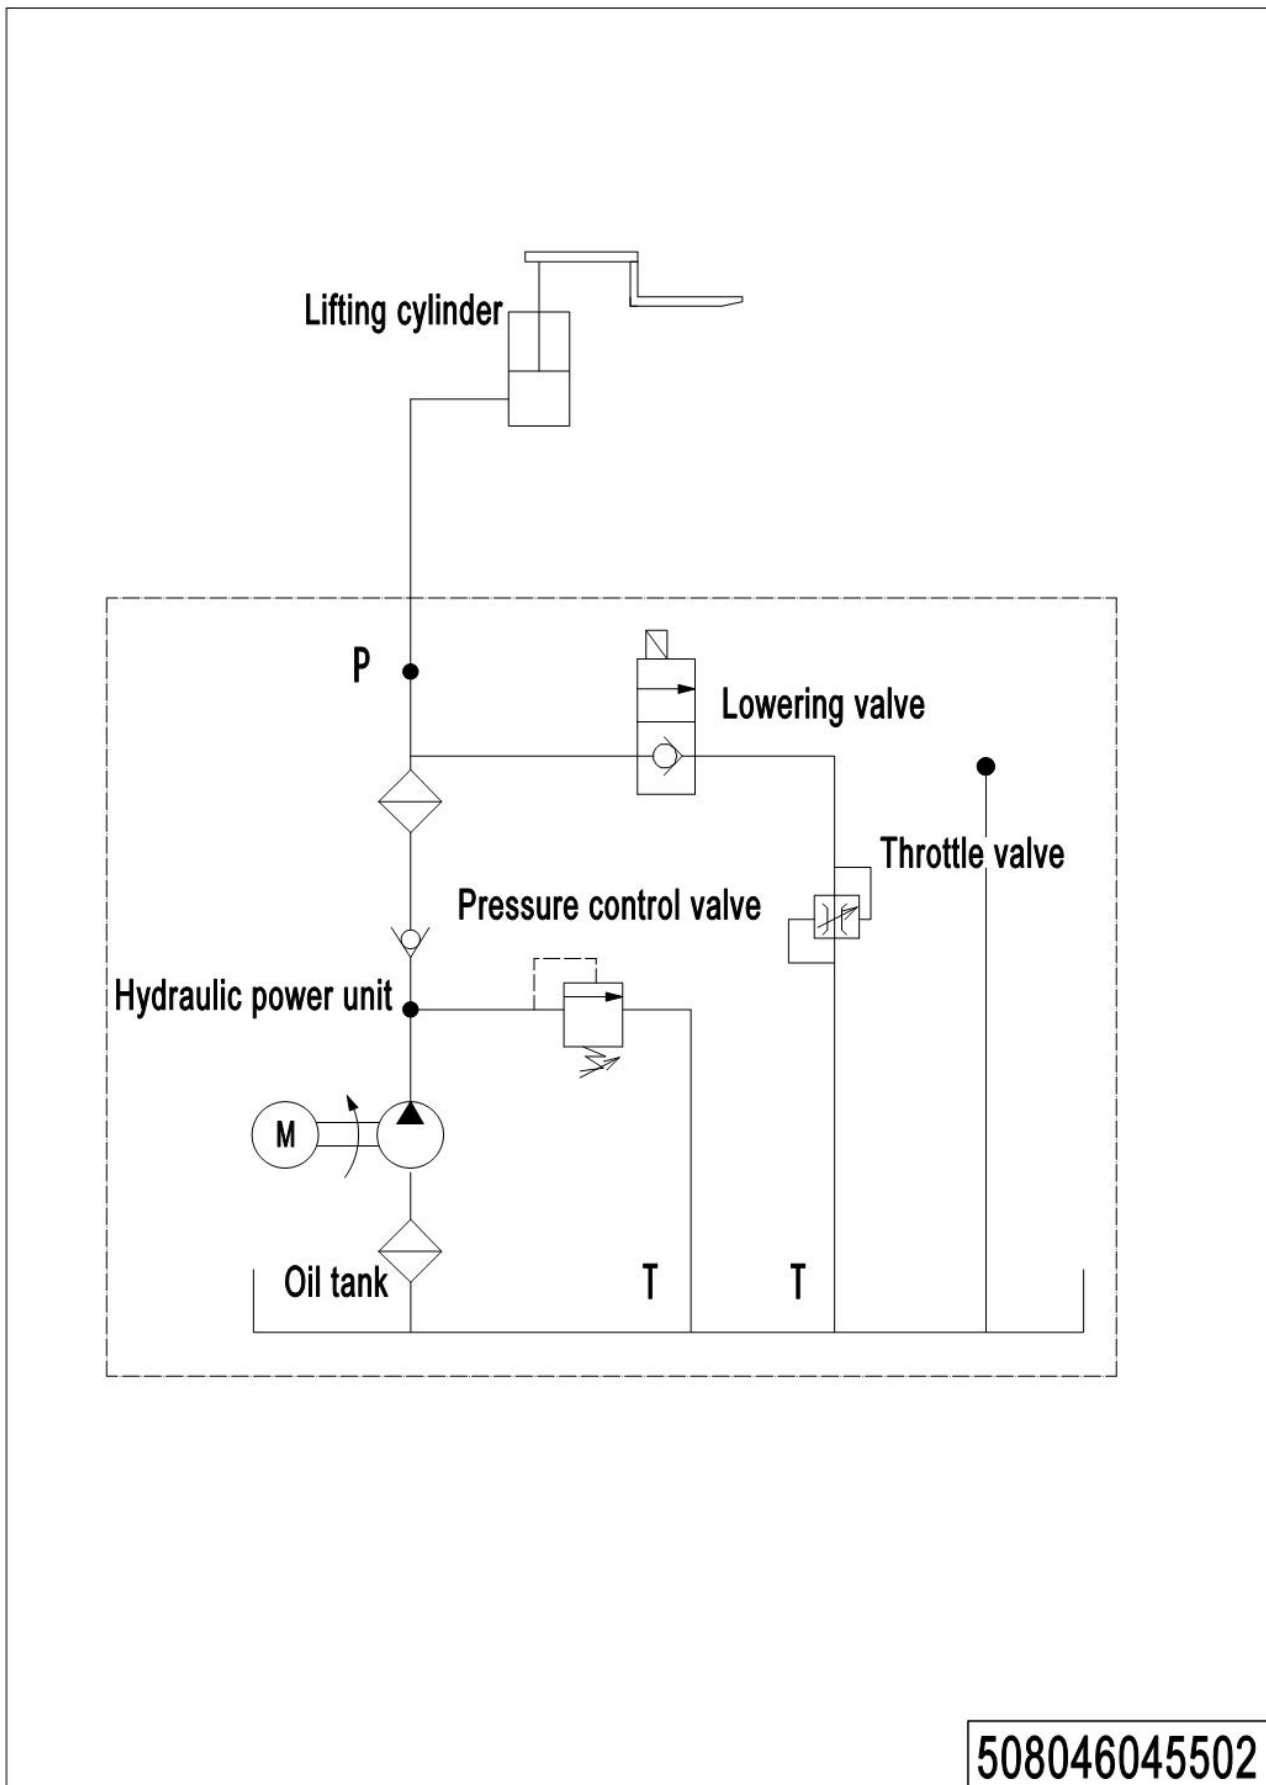 Lifting cylinder
P
Lowering valve
Throttle valve
Pressure control valve
Hydraulic power unit
M
Oil tank
T
T
508046045502